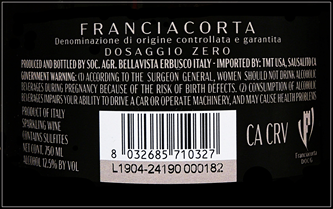 FRANCIACORTA
Denominazione di origine controllata e garantita
DOSAGGIO ZERO
PRODUCED AND BOTTLED BY SOC. AGR. BELLAVISTA ERBUSCO ITALY - IMPORTED BY: TMT USA, SAUSALITO CA
GOVERNMENT WARNING: (1) ACCORDING TO THE SURGEON GENERAL, WOMEN SHOULD NOT DRINK ALCOHOLIC
BEVERAGES DURING PREGNANCY BECAUSE OF THE RISK OF BIRTH DEFECTS. (2) CONSUMPTION OF ALCOHOLIC
BEVERAGES IMPAIRS YOUR ABILITY TO DRIVE A CAR OR OPERATE MACHINERY, AND MAY CAUSE HEALTH PROBLEMS
PRODUCT OF ITALY
SPARKLING WINE
CONTAINS SULFITES
NET CONT. 750 ML
ALCOHOL 12.5% BY VOL
8 032685 710327
L1904-24190 000182
CA CRV
Franciacorta
DOCG